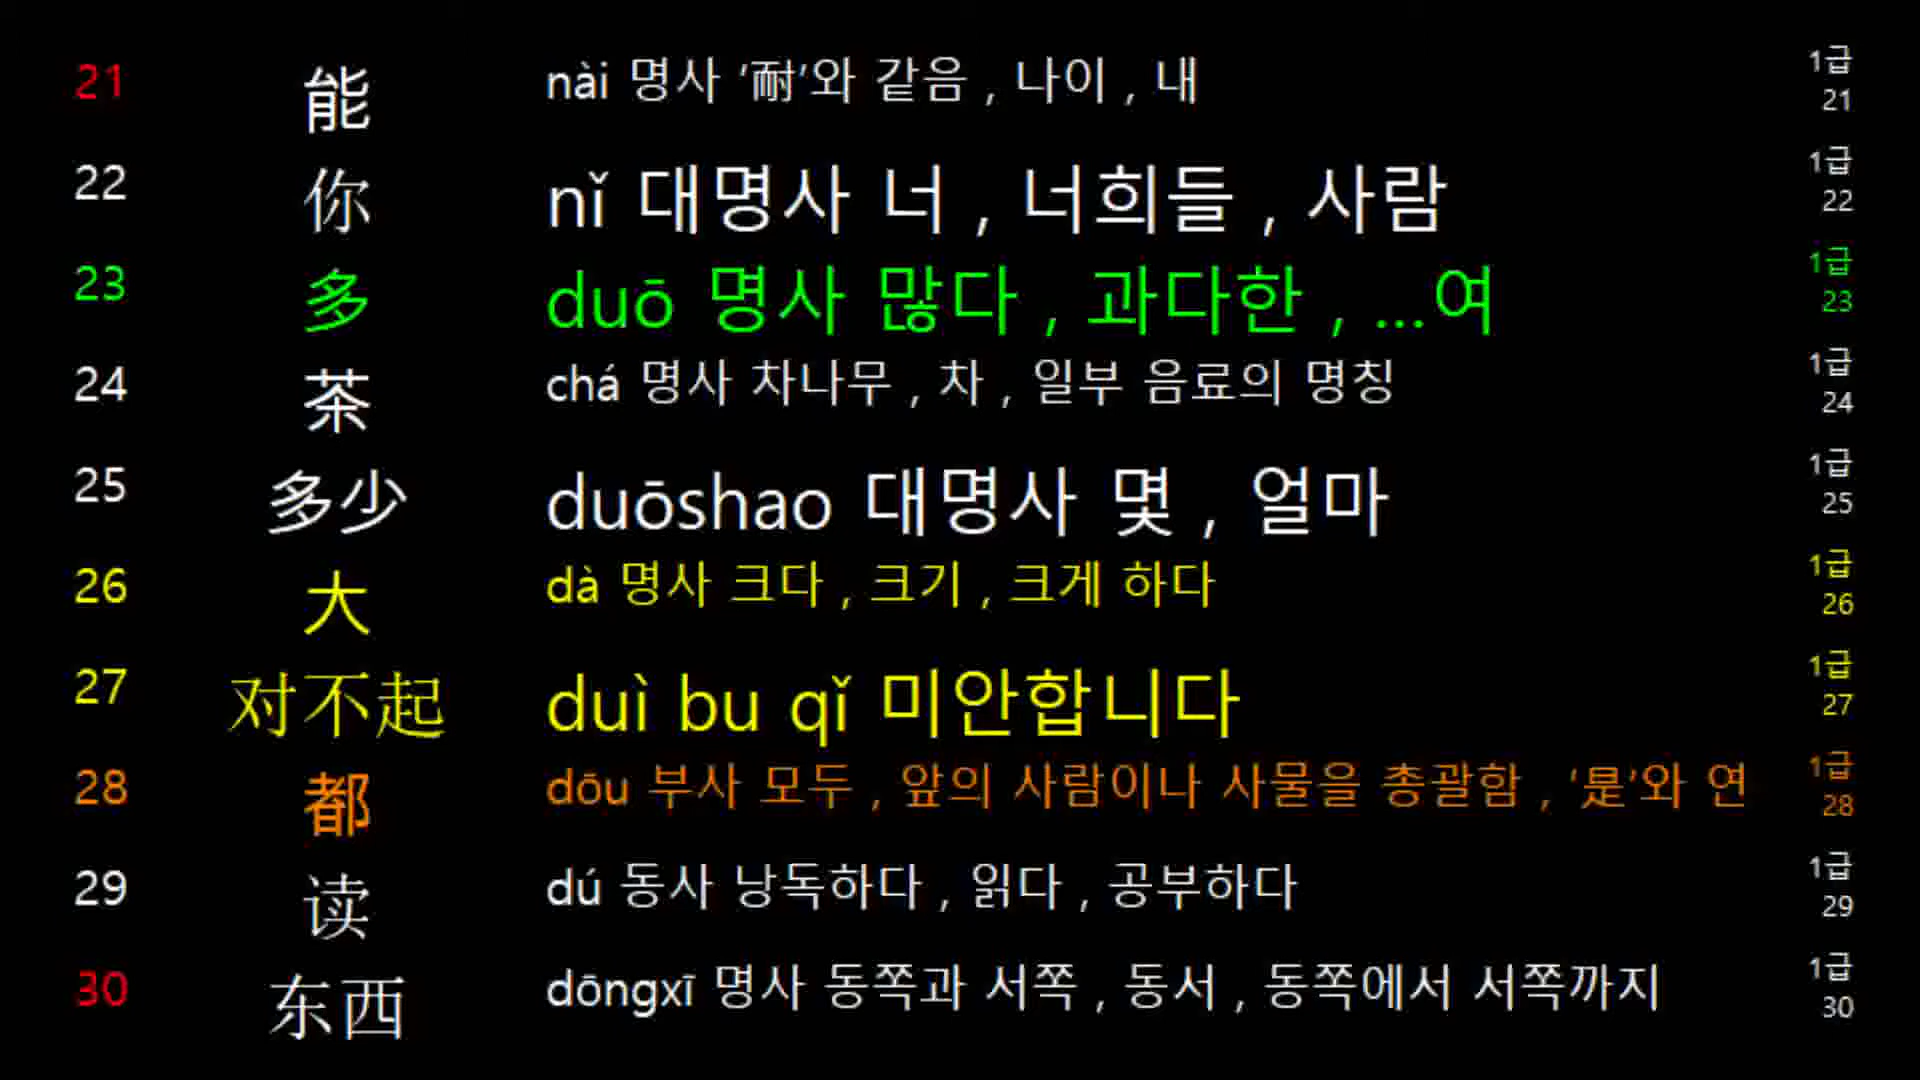 21 能 nài 명사 '耐'와 같음 , 나이 , 내 1급 21
22 你 nǐ 대명사 너 , 너희들 , 사람 1급 22
23 多 duō 명사 많다 , 과다한 , ...여 1급 23
24 茶 chá 명사 차나무 , 차 , 일부 음료의 명칭 1급 24
25 多少 duōshao 대명사 몇 , 얼마 1급 25
26 大 dà 명사 크다 , 크기 , 크게 하다 1급 26
27 对不起 duì bu qǐ 미안합니다 1급 27
28 都 dōu 부사 모두 , 앞의 사람이나 사물을 총괄함 , '是'와 연 1급 28
29 读 dú 동사 낭독하다 , 읽다 , 공부하다 1급 29
30 东西 dōngxī 명사 동쪽과 서쪽 , 동서 , 동쪽에서 서쪽까지 1급 30